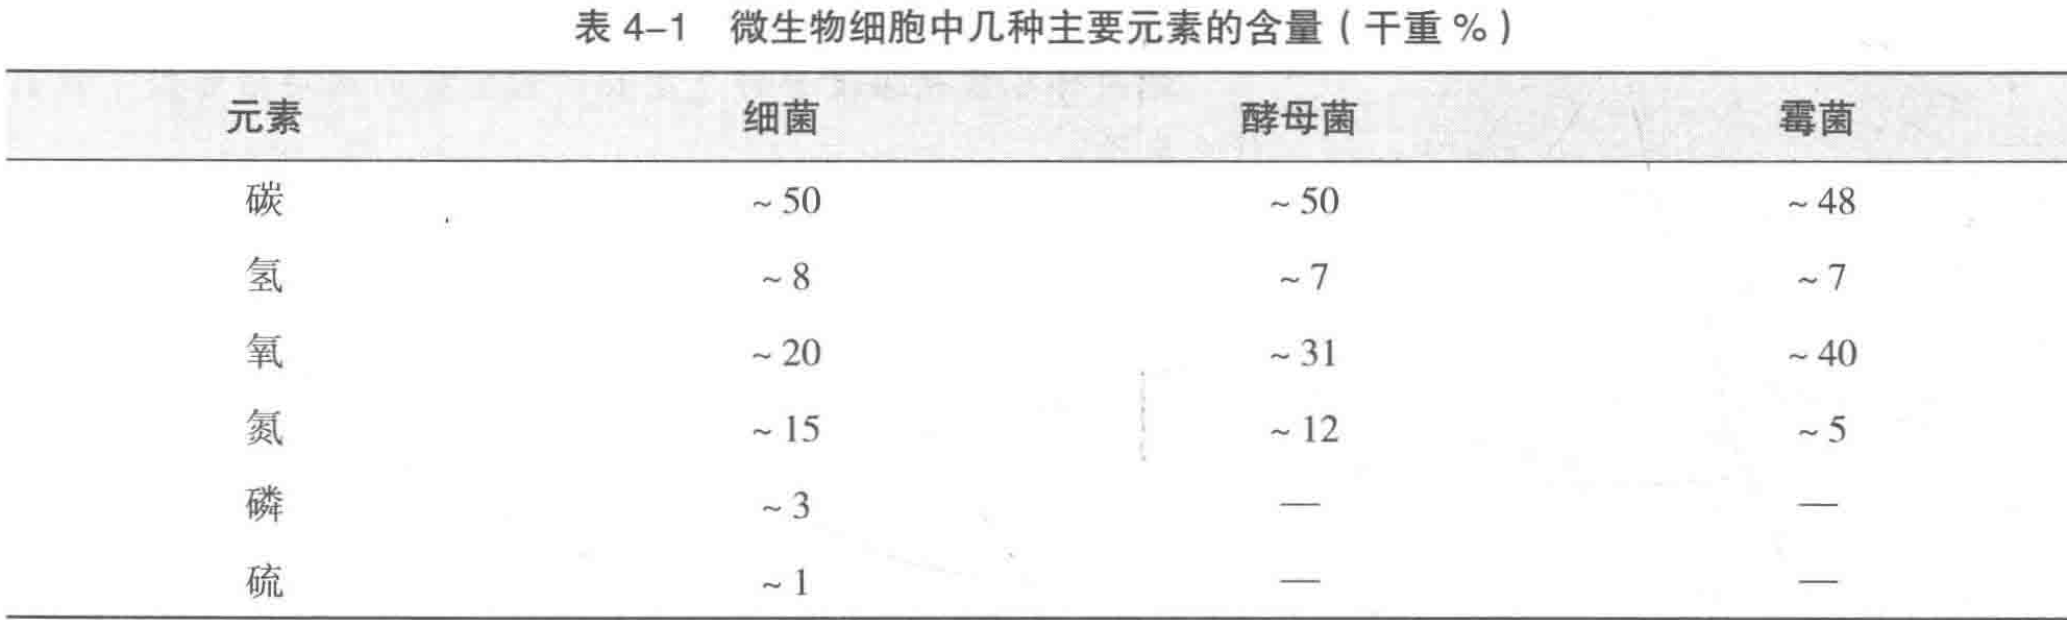 表 4-1 微生物细胞中几种主要元素的含量（干重 %）
元素 细菌 酵母菌 霉菌
碳 ~50 ~50 ~48
氢 ~8 ~7 ~7
氧 ~20 ~31 ~40
氮 ~15 ~12 ~5
磷 ~3 — —
硫 ~1 — —